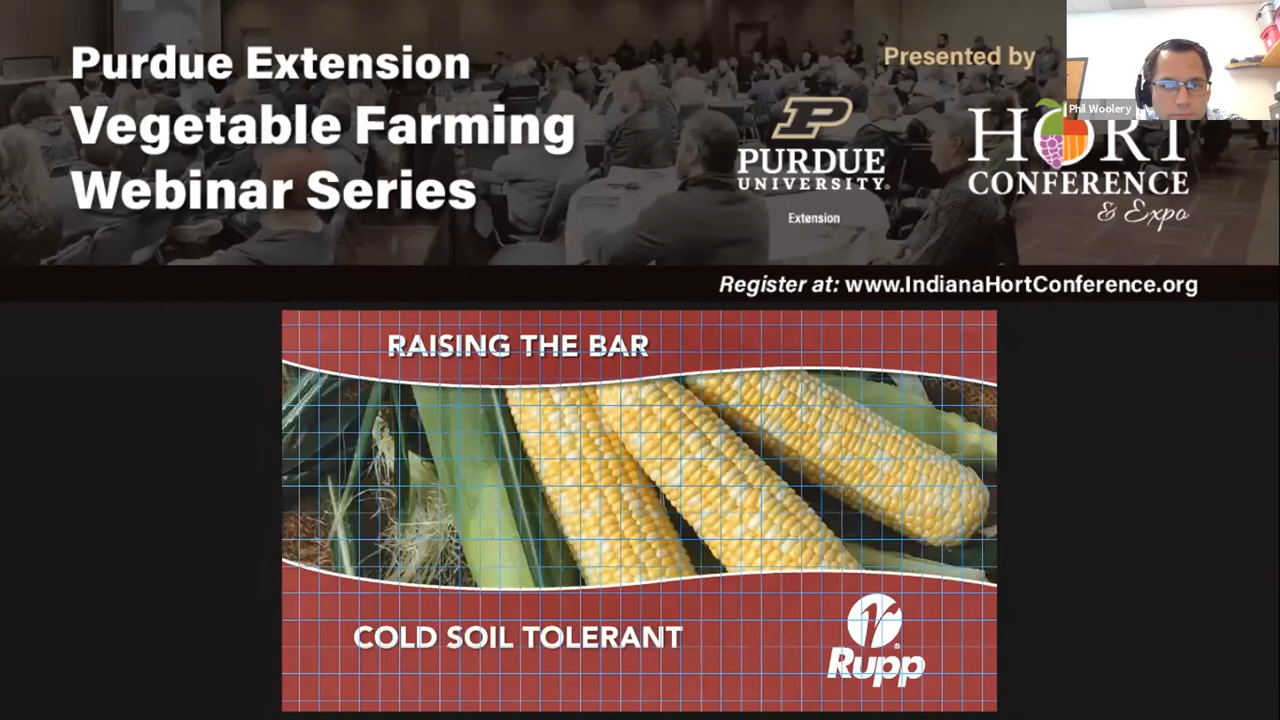 Purdue Extension
Vegetable Farming
Webinar Series
Presented by
PURDUE
UNIVERSITY®
Extension
Phil Woolery
HORT
CONFERENCE
& Expo
Register at: www.IndianaHortConference.org
RAISING THE BAR
COLD SOIL TOLERANT
r
Rupp